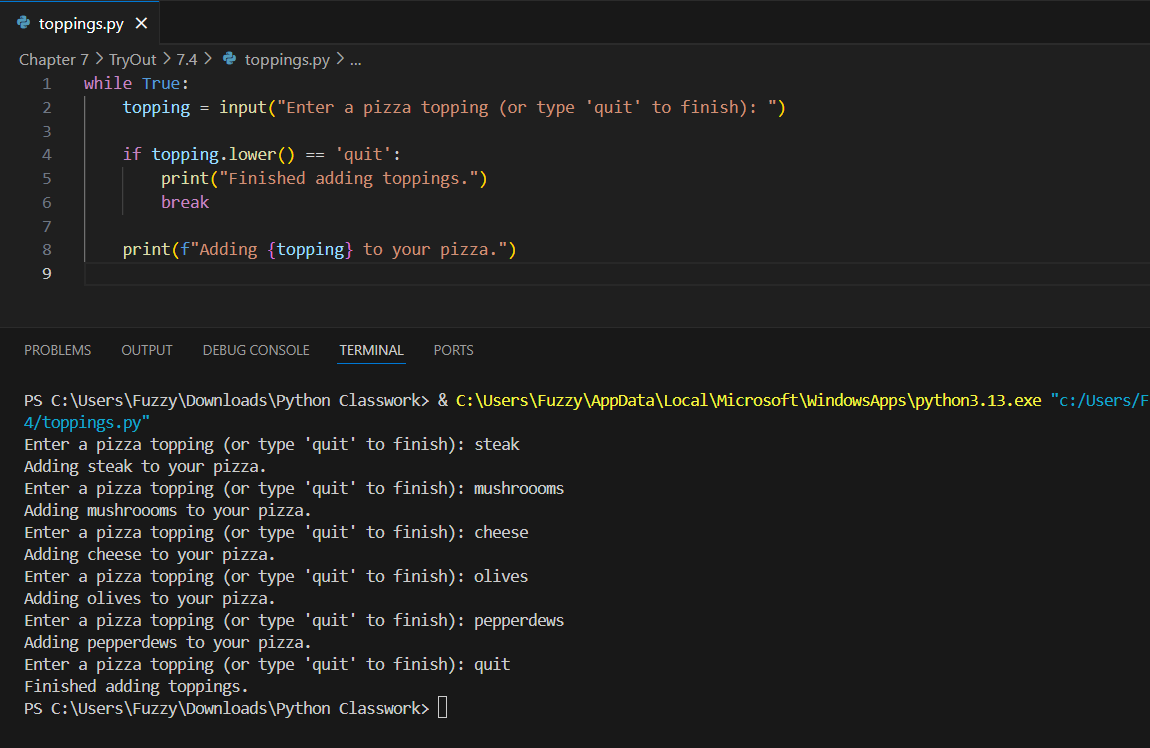 toppings.py
Chapter 7 > TryOut > 7.4 > toppings.py > ...
1 while True:
2     topping = input("Enter a pizza topping (or type 'quit' to finish): ")
3
4     if topping.lower() == 'quit':
5         print("Finished adding toppings.")
6         break
7
8     print(f"Adding {topping} to your pizza.")
9
PROBLEMS OUTPUT DEBUG CONSOLE TERMINAL PORTS
PS C:\Users\Fuzzy\Downloads\Python Classwork> & C:\Users\Fuzzy\AppData\Local\Microsoft\WindowsApps\python3.13.exe "c:/Users/F
4/toppings.py"
Enter a pizza topping (or type 'quit' to finish): steak
Adding steak to your pizza.
Enter a pizza topping (or type 'quit' to finish): mushroooms
Adding mushroooms to your pizza.
Enter a pizza topping (or type 'quit' to finish): cheese
Adding cheese to your pizza.
Enter a pizza topping (or type 'quit' to finish): olives
Adding olives to your pizza.
Enter a pizza topping (or type 'quit' to finish): pepperdews
Adding pepperdews to your pizza.
Enter a pizza topping (or type 'quit' to finish): quit
Finished adding toppings.
PS C:\Users\Fuzzy\Downloads\Python Classwork>